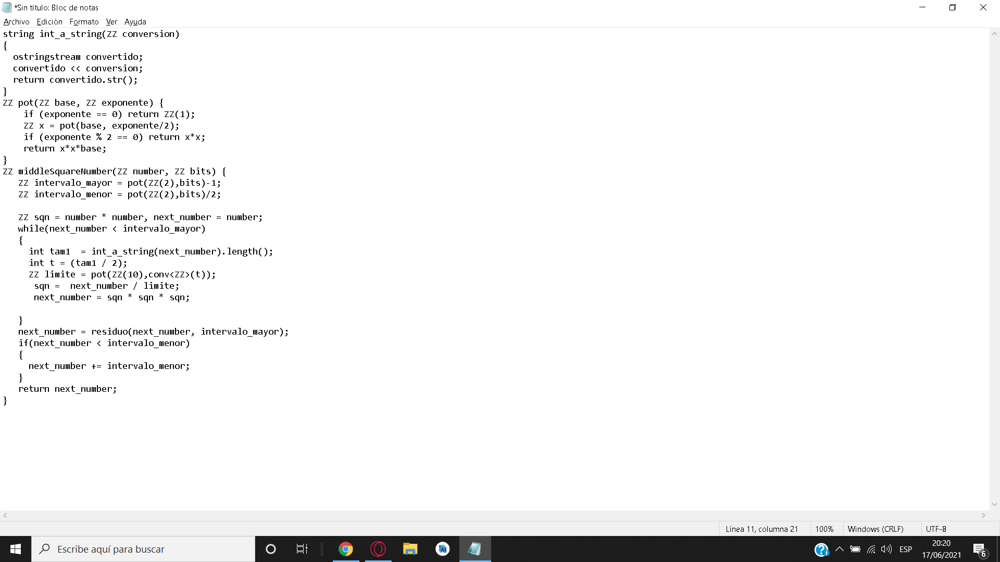 *Sin título: Bloc de notas
Archivo Edición Formato Ver Ayuda
string int_a_string(ZZ conversion)
{
  ostringstream convertido;
  convertido << conversion;
  return convertido.str();
}
ZZ pot(ZZ base, ZZ exponente) {
    if (exponente == 0) return ZZ(1);
    ZZ x = pot(base, exponente/2);
    if (exponente % 2 == 0) return x*x;
    return x*x*base;
}
ZZ middleSquareNumber(ZZ number, ZZ bits) {
   ZZ intervalo_mayor = pot(ZZ(2),bits)-1;
   ZZ intervalo_menor = pot(ZZ(2),bits)/2;
   ZZ sqn = number * number, next_number = number;
   while(next_number < intervalo_mayor)
   {
     int tam1  = int_a_string(next_number).length();
     int t = (tam1 / 2);
     ZZ limite = pot(ZZ(10),conv<ZZ>(t));
      sqn =  next_number / limite;
      next_number = sqn * sqn * sqn;
   }
   next_number = residuo(next_number, intervalo_mayor);
   if(next_number < intervalo_menor)
   {
     next_number += intervalo_menor;
   }
   return next_number;
}
Línea 11, columna 21 100% Windows (CRLF) UTF-8
Escribe aquí para buscar
ESP
20:20
17/06/2021
6